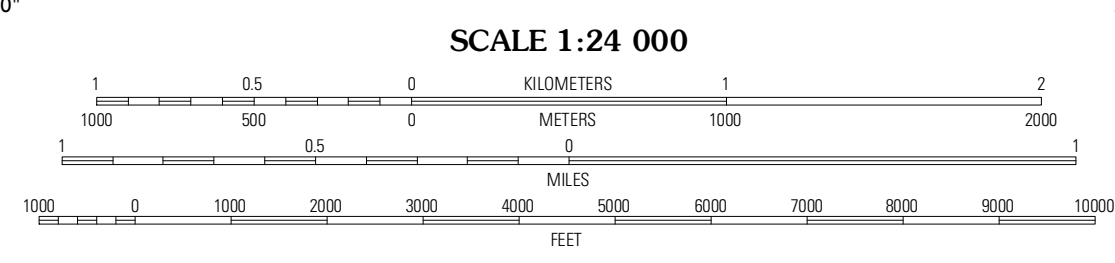 0"
SCALE 1:24 000
1 0.5 0 KILOMETERS 1 2
1000 500 0 METERS 1000 2000
1 0.5 0 1
MILES
1000 0 1000 2000 3000 4000 5000 6000 7000 8000 9000 10000
FEET